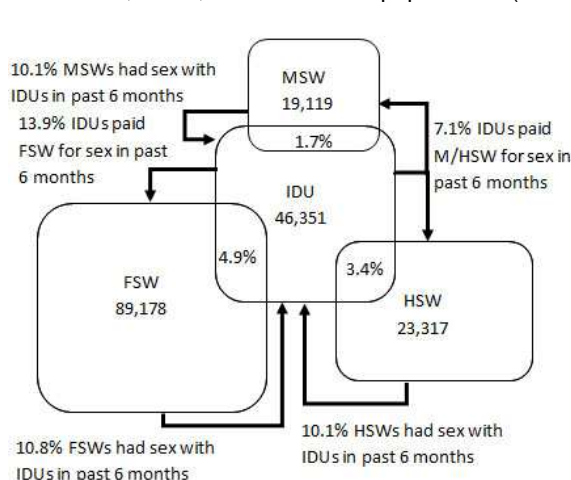 10.1% MSWs had sex with
IDUs in past 6 months
MSW
19,119
13.9% IDUs paid
FSW for sex in past
6 months
1.7%
7.1% IDUs paid
M/HSW for sex in
past 6 months
IDU
46,351
4.9%
3.4%
FSW
89,178
HSW
23,317
10.8% FSWs had sex with
IDUs in past 6 months
10.1% HSWs had sex with
IDUs in past 6 months